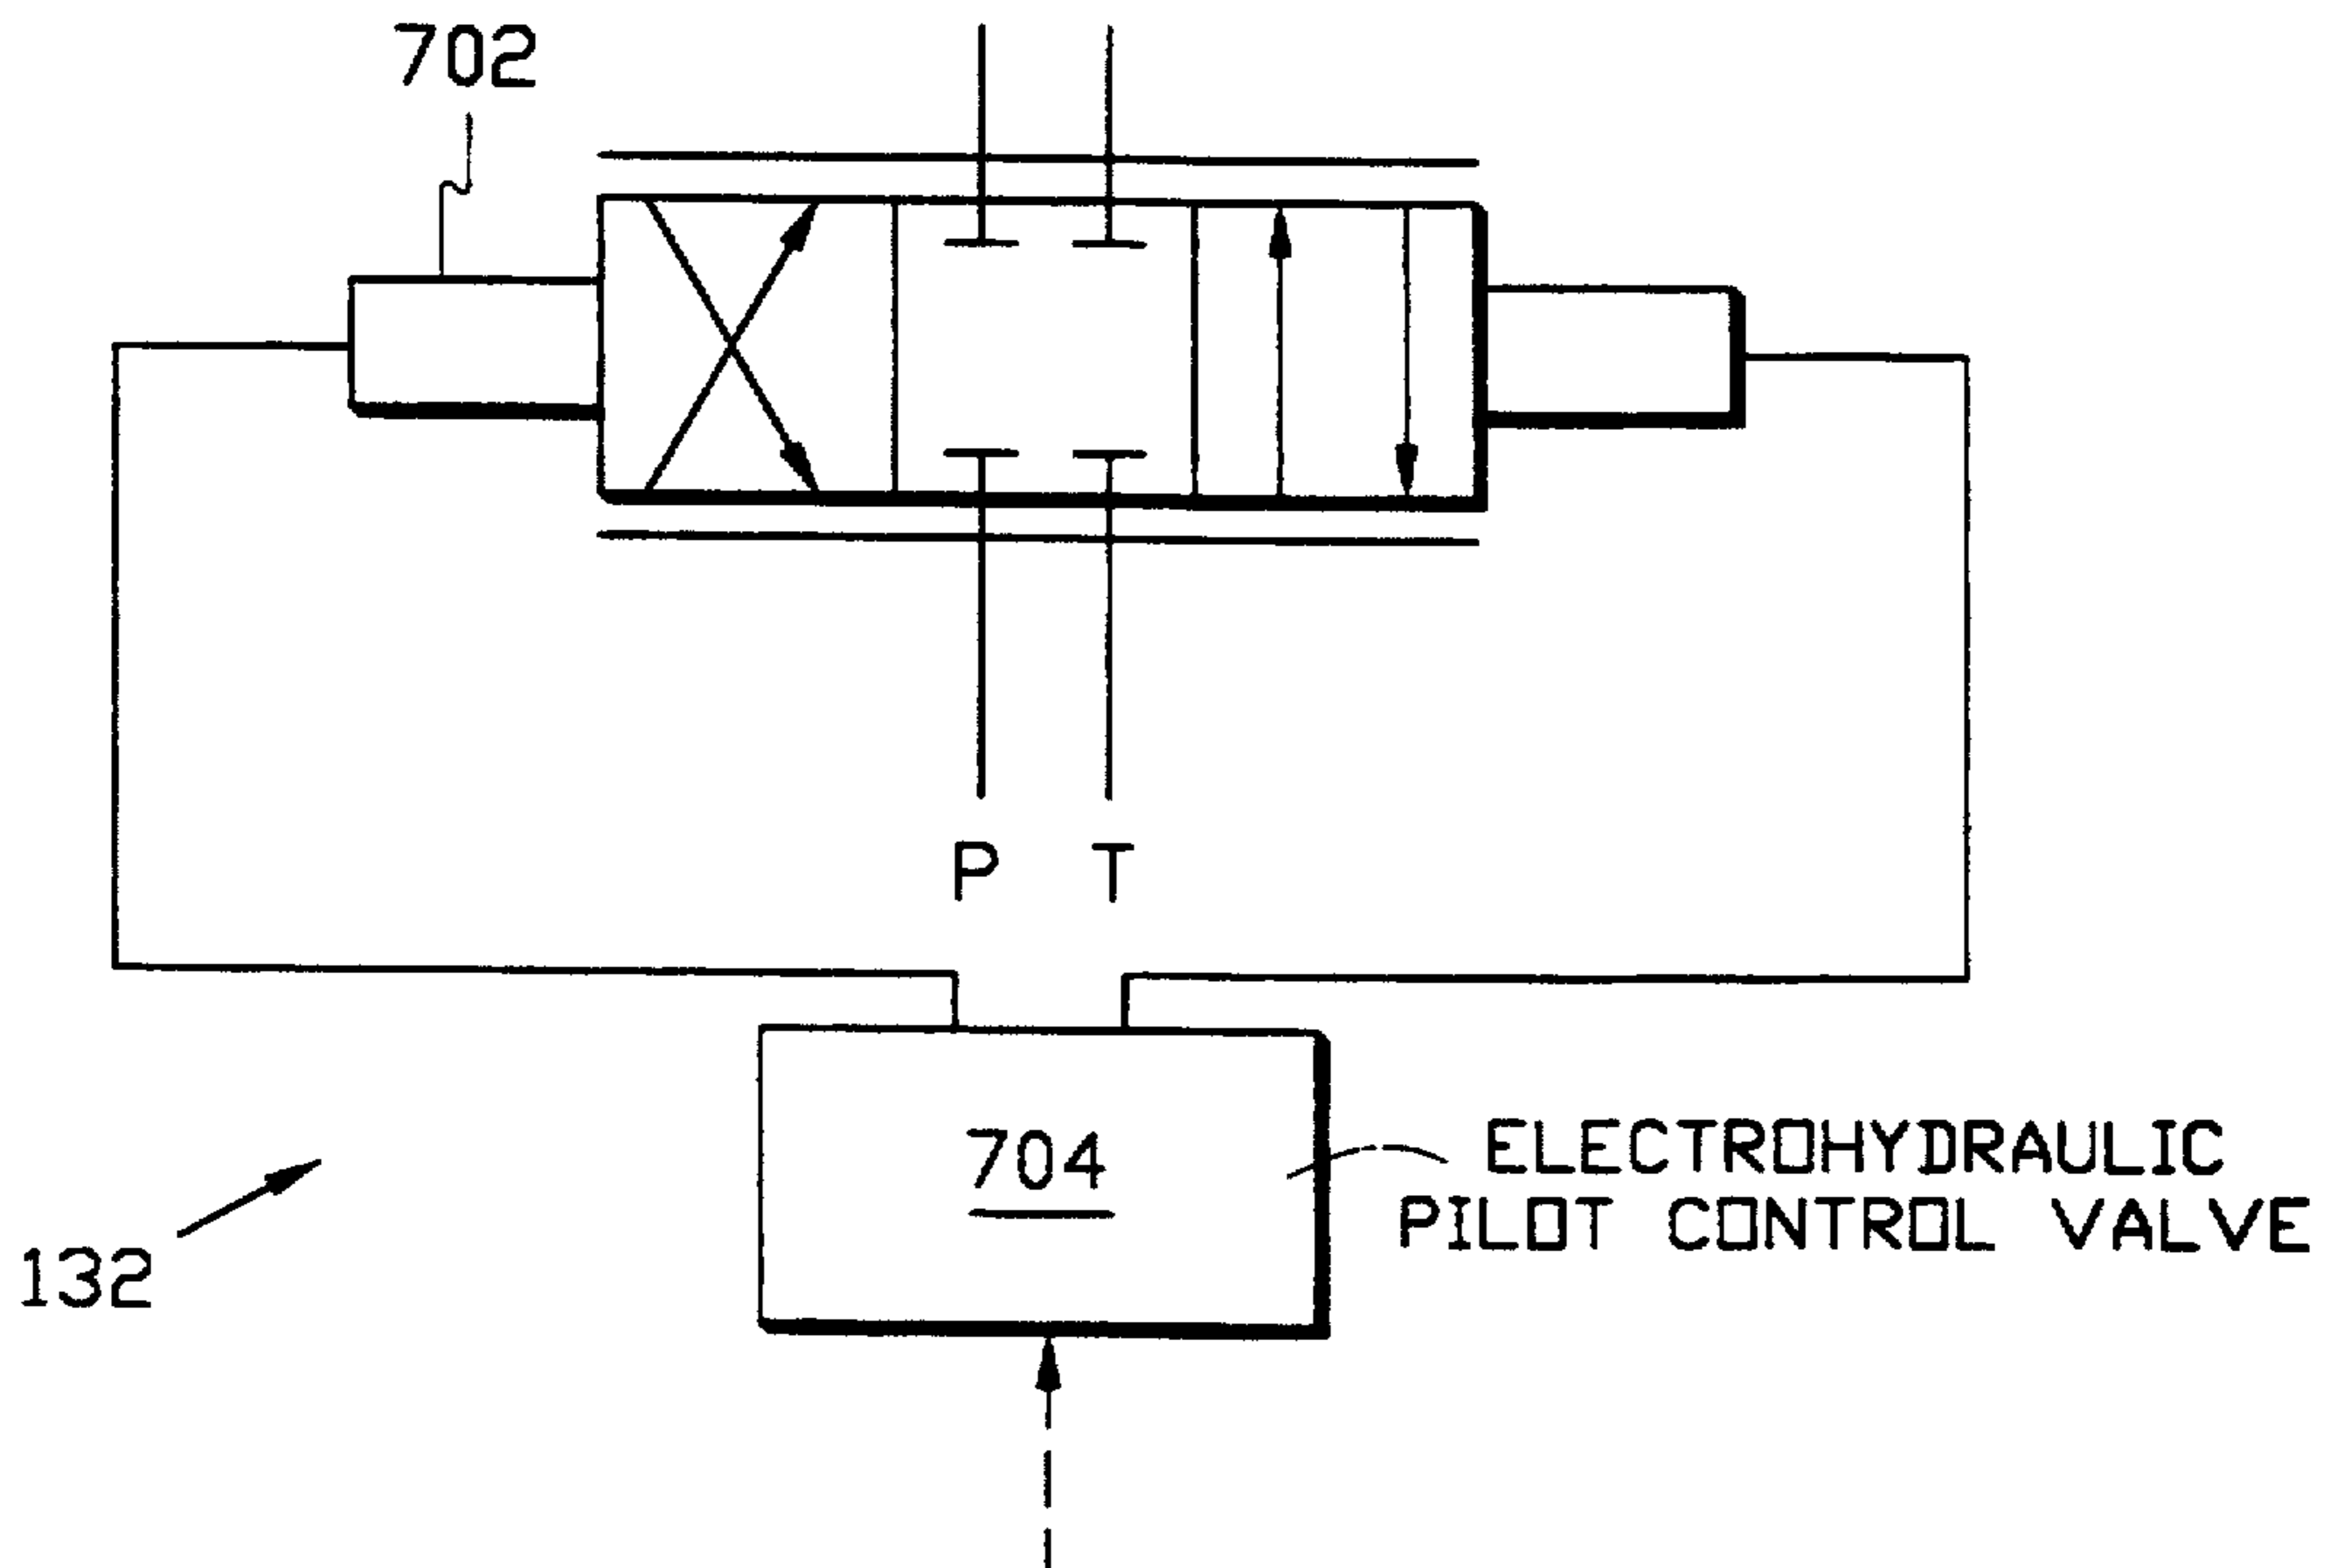 702
P T
704
ELECTROHYDRAULIC
PILOT CONTROL VALVE
132